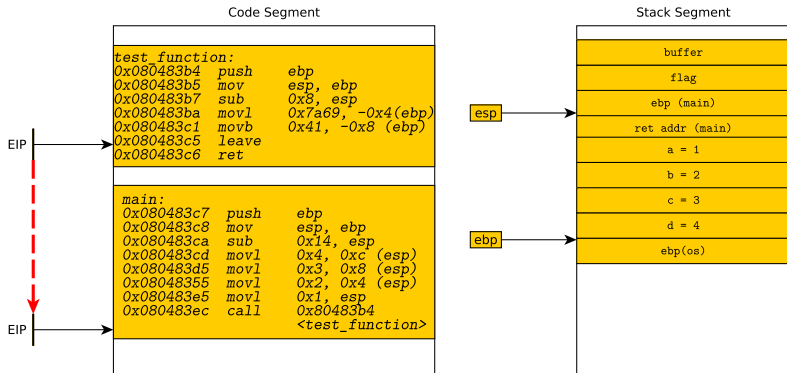 Code Segment
test_function:
0x080483b4 push ebp
0x080483b5 mov esp, ebp
0x080483b7 sub 0x8, esp
0x080483ba movl 0x7a69, -0x4(ebp)
0x080483c1 movb 0x41, -0x8 (ebp)
0x080483c5 leave
0x080483c6 ret
EIP
main:
0x080483c7 push ebp
0x080483c8 mov esp, ebp
0x080483ca sub 0x14, esp
0x080483cd movl 0x4, 0xc (esp)
0x080483d5 movl 0x3, 0x8 (esp)
0x08048355 movl 0x2, 0x4 (esp)
0x080483e5 movl 0x1, esp
0x080483ec call 0x80483b4
<test_function>
EIP
Stack Segment
buffer
flag
ebp (main)
esp
ret addr (main)
a = 1
b = 2
c = 3
d = 4
ebp
ebp(os)